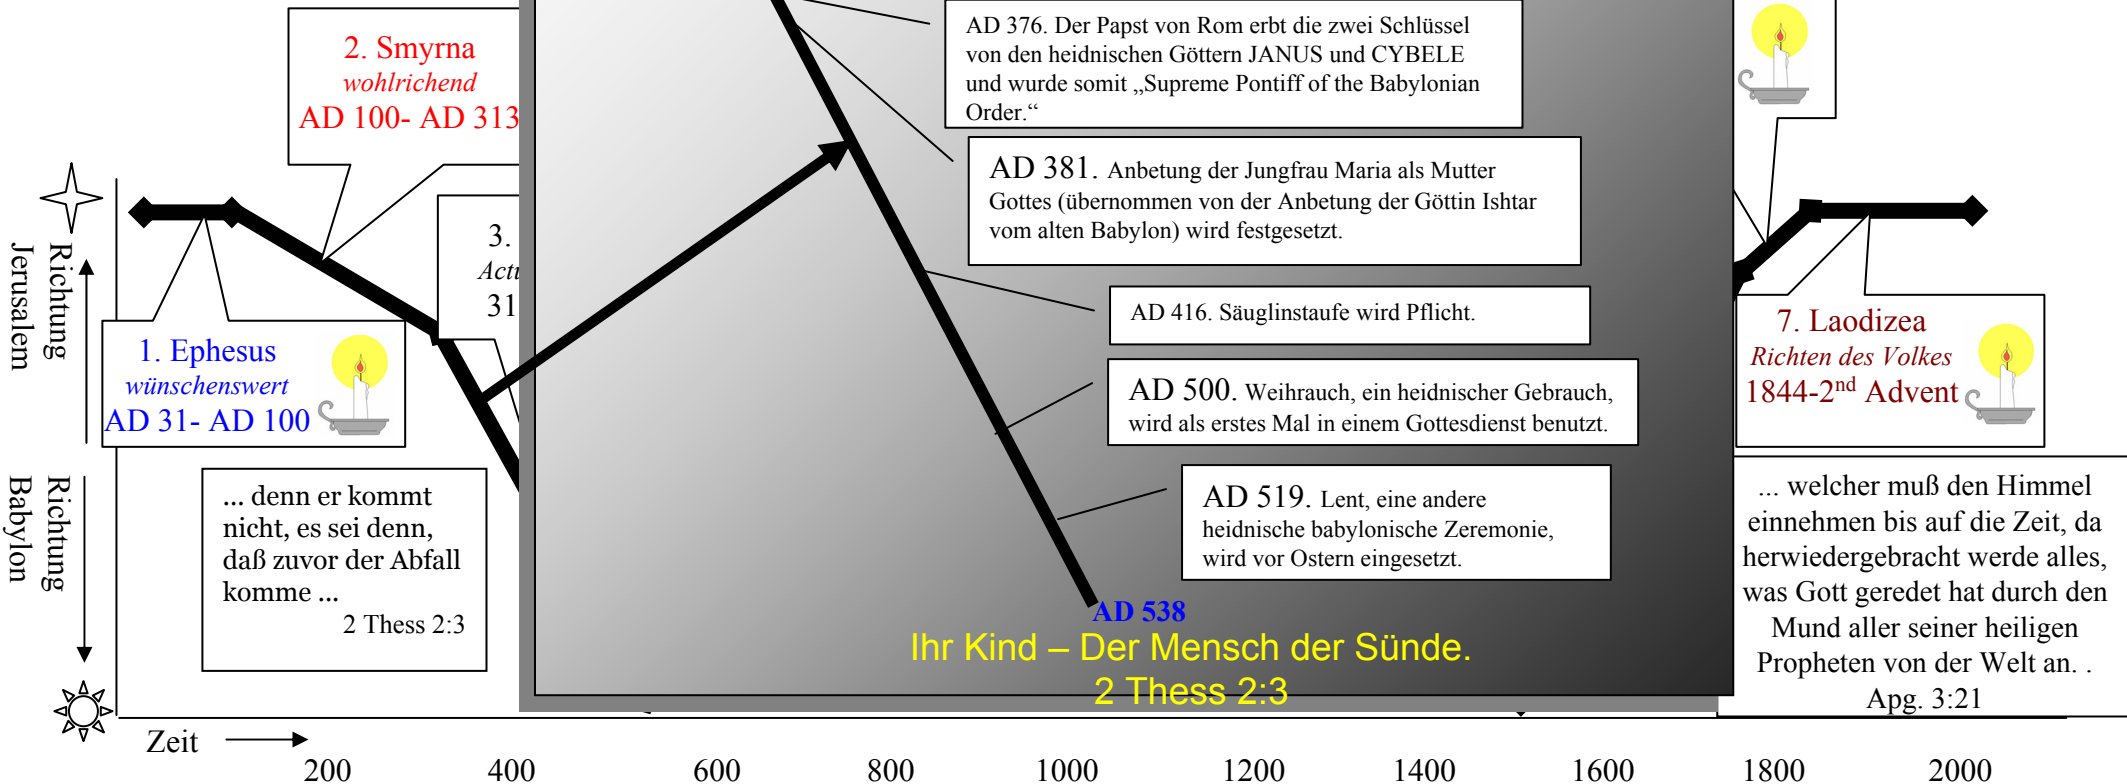 2. Smyrna
wohlrichend
AD 100- AD 313
3.
31
1. Ephesus
wünschenswert
AD 31- AD 100
Richtung
Jerusalem
Richtung
Babylon
... denn er kommt
nicht, es sei denn,
daß zuvor der Abfall
komme ...
2 Thess 2:3
AD 376. Der Papst von Rom erbt die zwei Schlüssel
von den heidnischen Göttern JANUS und CYBELE
und wurde somit „Supreme Pontiff of the Babylonian
Order.“
AD 381. Anbetung der Jungfrau Maria als Mutter
Gottes (übernommen von der Anbetung der Göttin Ishtar
vom alten Babylon) wird festgesetzt.
AD 416. Säuglinstaufe wird Pflicht.
AD 500. Weihrauch, ein heidnischer Gebrauch,
wird als erstes Mal in einem Gottesdienst benutzt.
AD 519. Lent, eine andere
heidnische babylonische Zeremonie,
wird vor Ostern eingesetzt.
AD 538
Ihr Kind – Der Mensch der Sünde.
2 Thess 2:3
7. Laodizea
Richten des Volkes
1844-2nd Advent
... welcher muß den Himmel
einnehmen bis auf die Zeit, da
herwiedergebracht werde alles,
was Gott geredet hat durch den
Mund aller seiner heiligen
Propheten von der Welt an. .
Apg. 3:21
Zeit
200 400 600 800 1000 1200 1400 1600 1800 2000